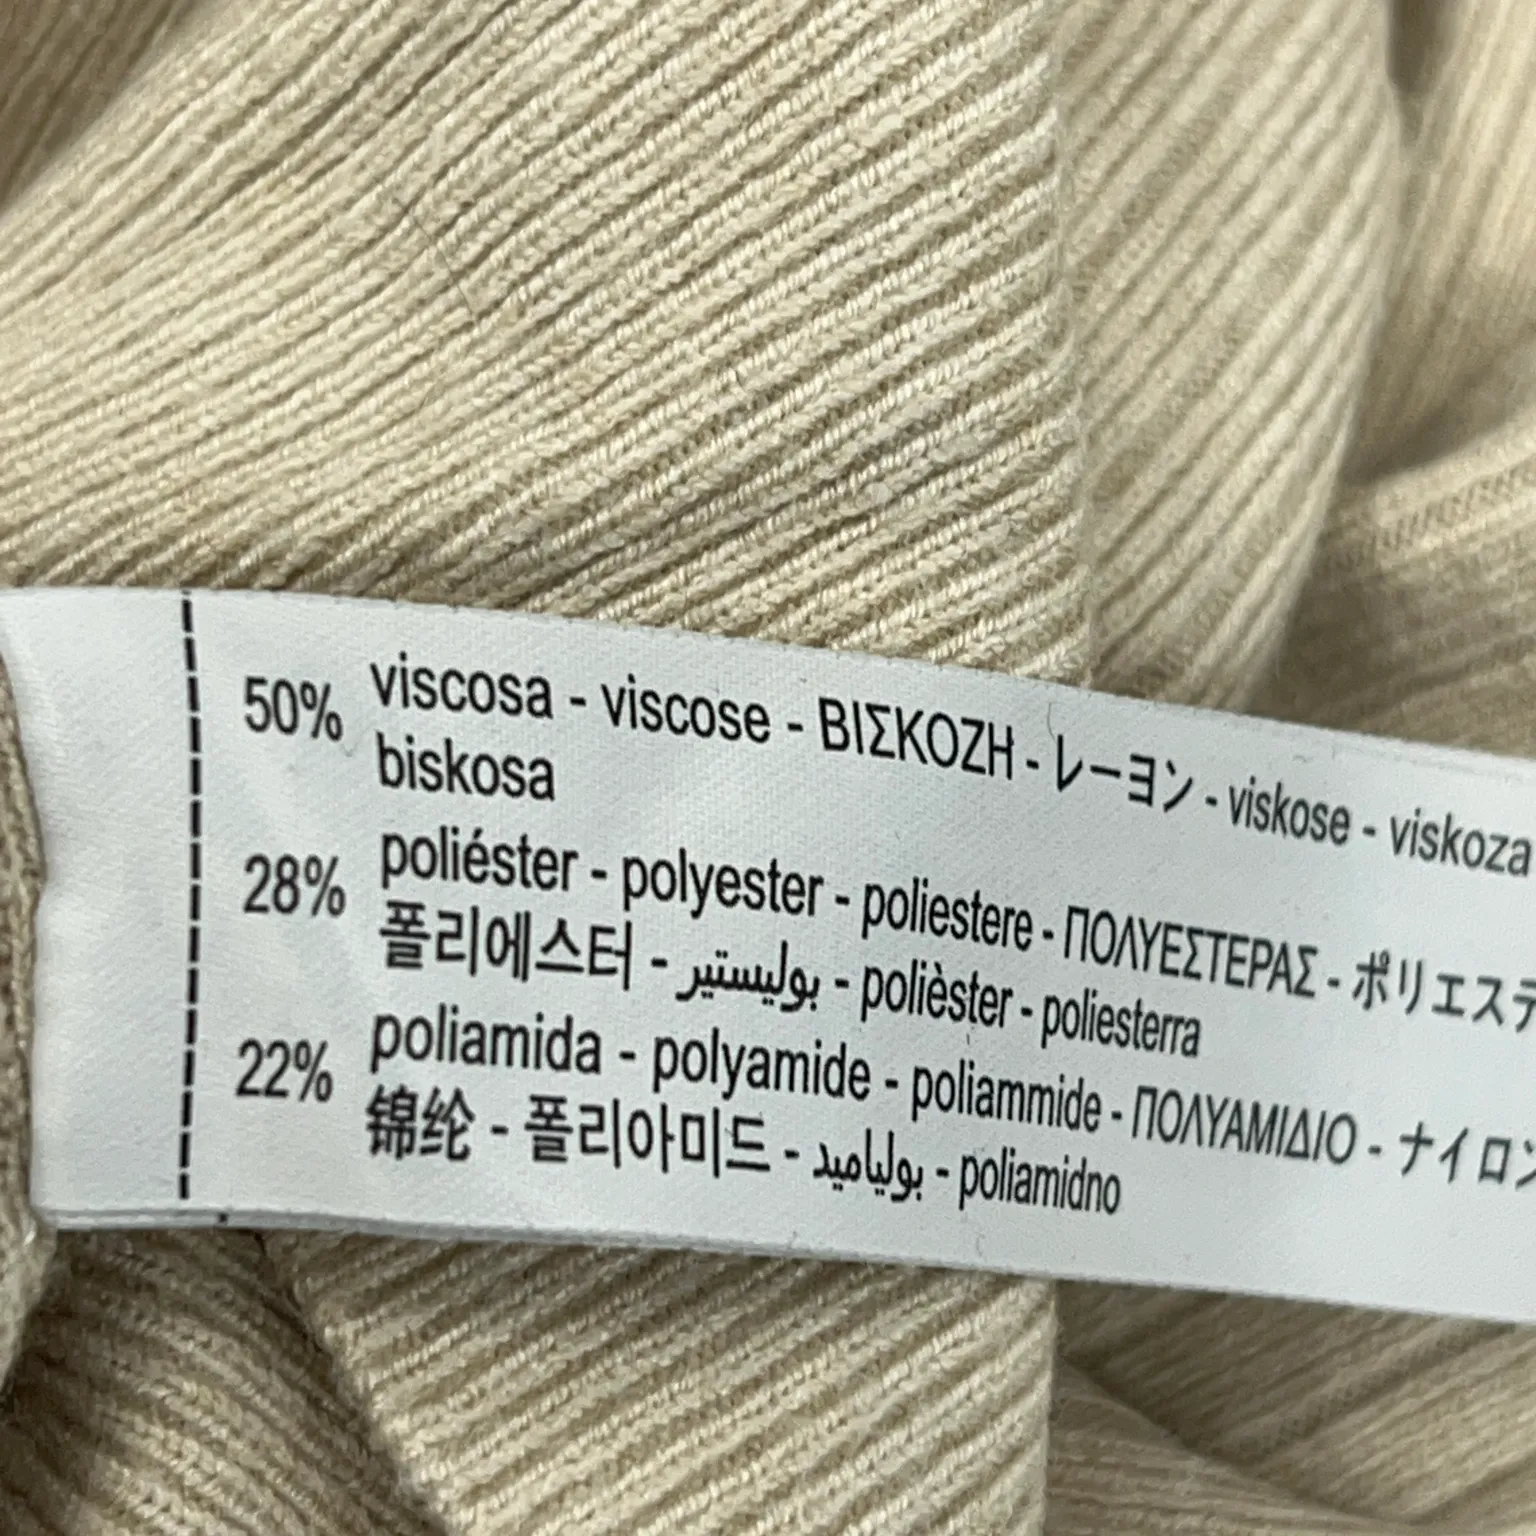 50% viscosa - viscose - ΒΙΣΚΟΖΗ - レーヨン - viskose - viskoza
biskosa
28% poliéster - polyester - poliestere - ΠΟΛΥΕΣΤΕΡΑΣ - ポリエステ
폴리에스터 - بوليستير - polièster - poliesterra
22% poliamida - polyamide - poliammide - ΠΟΛΥΑΜΙΔΙΟ - ナイロン
锦纶 - 폴리아미드 - بولياميد - poliamidno